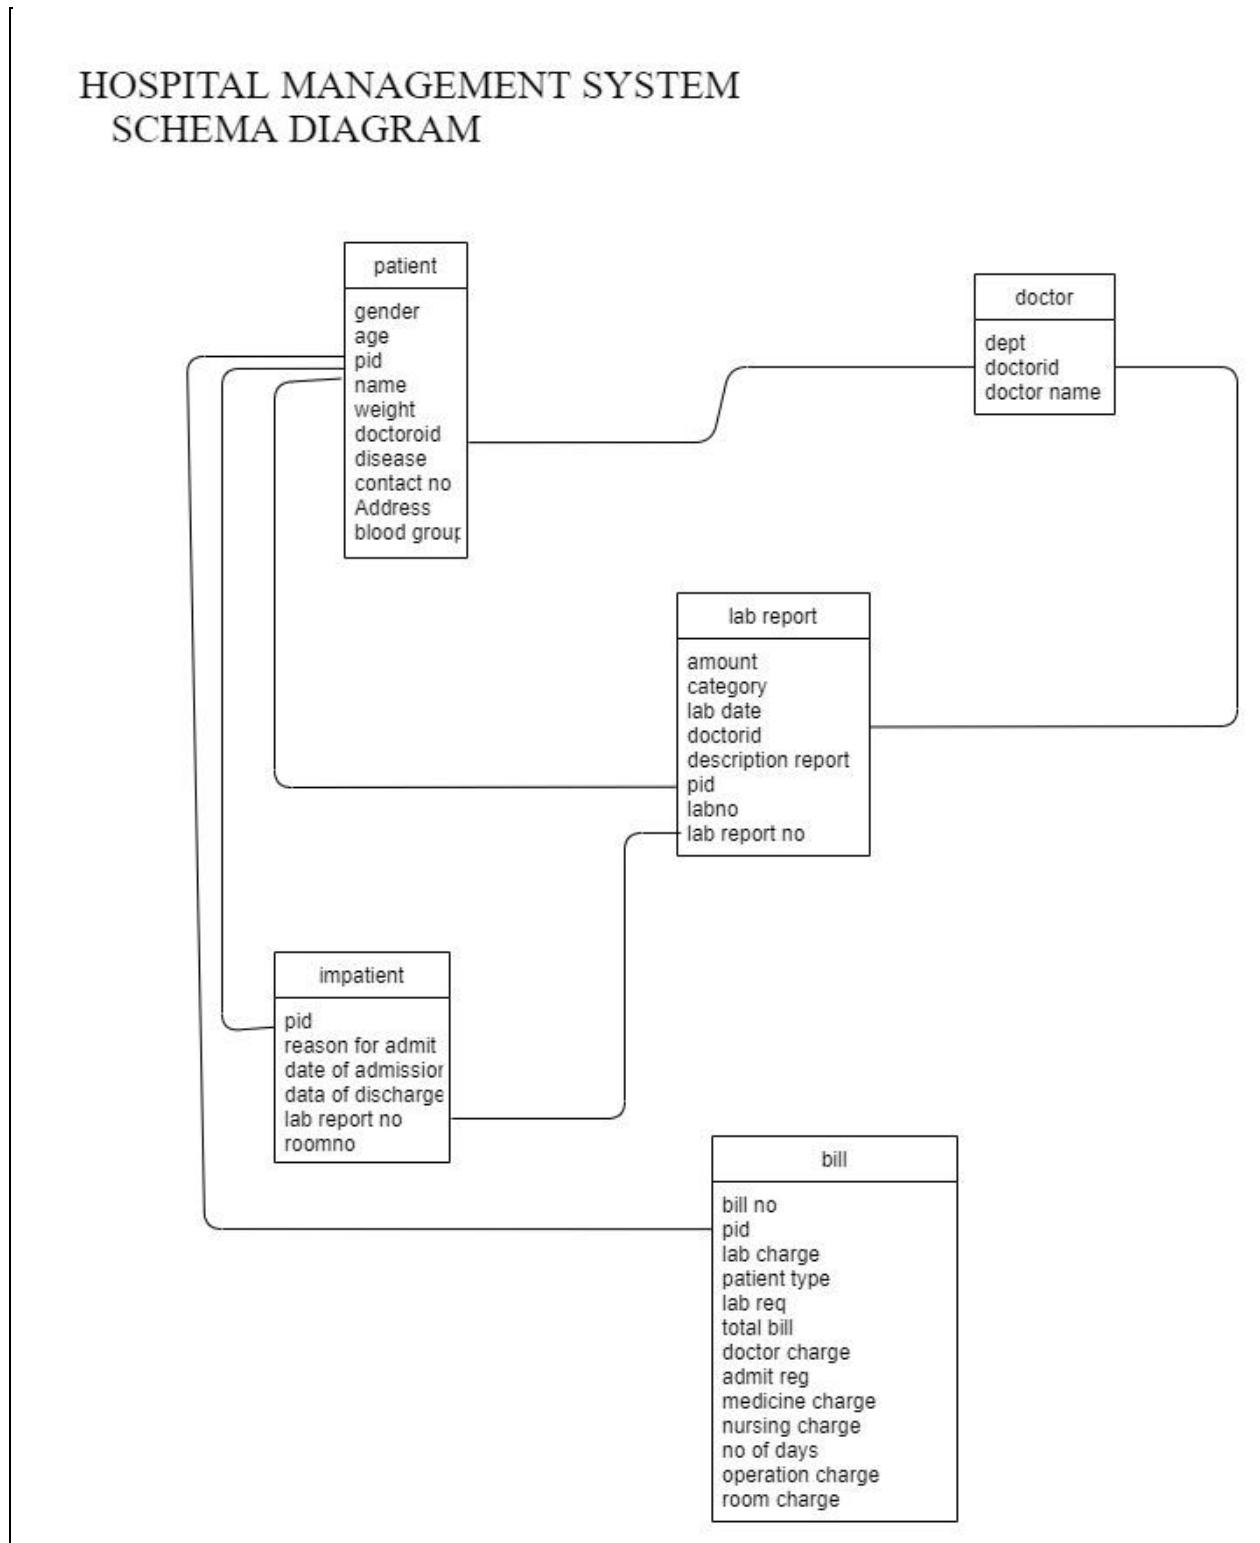 HOSPITAL MANAGEMENT SYSTEM
SCHEMA DIAGRAM
patient
gender
age
pid
name
weight
doctoroid
disease
contact no
Address
blood group
doctor
dept
doctorid
doctor name
lab report
amount
category
lab date
doctorid
description report
pid
labno
lab report no
impatient
pid
reason for admit
date of admission
data of discharge
lab report no
roomno
bill
bill no
pid
lab charge
patient type
lab req
total bill
doctor charge
admit reg
medicine charge
nursing charge
no of days
operation charge
room charge